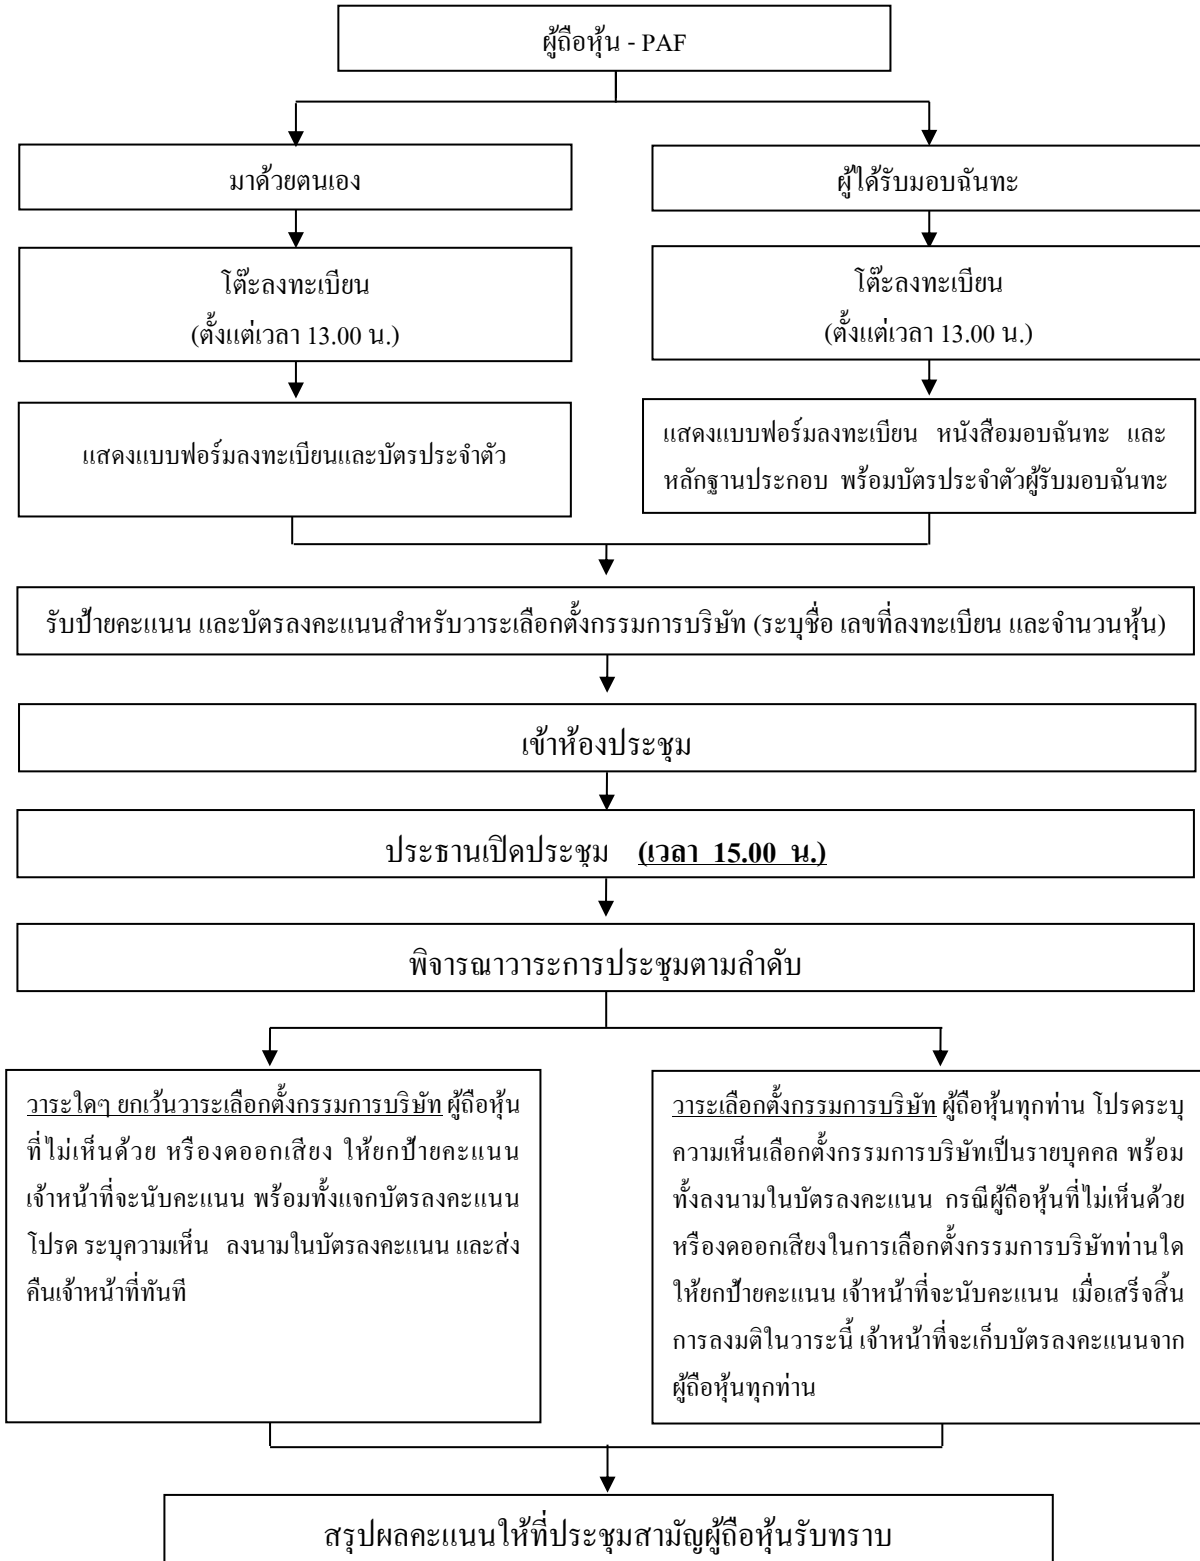 ผู้ถือหุ้น - PAF
มาด้วยตนเอง
ผู้ได้รับมอบฉันทะ
โต๊ะลงทะเบียน
(ตั้งแต่เวลา 13.00 น.)
โต๊ะลงทะเบียน
(ตั้งแต่เวลา 13.00 น.)
แสดงแบบฟอร์มลงทะเบียนและบัตรประจำตัว
แสดงแบบฟอร์มลงทะเบียน หนังสือมอบฉันทะ และ
หลักฐานประกอบ พร้อมบัตรประจำตัวผู้รับมอบฉันทะ
รับป้ายคะแนน และบัตรลงคะแนนสำหรับวาระเลือกตั้งกรรมการบริษัท (ระบุชื่อ เลขที่ลงทะเบียน และจำนวนหุ้น)
เข้าห้องประชุม
ประธานเปิดประชุม (เวลา 15.00 น.)
พิจารณาวาระการประชุมตามลำดับ
วาระใดๆ ยกเว้นวาระเลือกตั้งกรรมการบริษัท ผู้ถือหุ้น
ที่ไม่เห็นด้วย หรืองดออกเสียง ให้ยกป้ายคะแนน
เจ้าหน้าที่จะนับคะแนน พร้อมทั้งแจกบัตรลงคะแนน
โปรด ระบุความเห็น ลงนามในบัตรลงคะแนน และส่ง
คืนเจ้าหน้าที่ทันที
วาระเลือกตั้งกรรมการบริษัท ผู้ถือหุ้นทุกท่าน โปรดระบุ
ความเห็นเลือกตั้งกรรมการบริษัทเป็นรายบุคคล พร้อม
ทั้งลงนามในบัตรลงคะแนน กรณีผู้ถือหุ้นที่ไม่เห็นด้วย
หรืองดออกเสียงในการเลือกตั้งกรรมการบริษัทท่านใด
ให้ยกป้ายคะแนน เจ้าหน้าที่จะนับคะแนน เมื่อเสร็จสิ้น
การลงมติในวาระนี้ เจ้าหน้าที่จะเก็บบัตรลงคะแนนจาก
ผู้ถือหุ้นทุกท่าน
สรุปผลคะแนนให้ที่ประชุมสามัญผู้ถือหุ้นรับทราบ